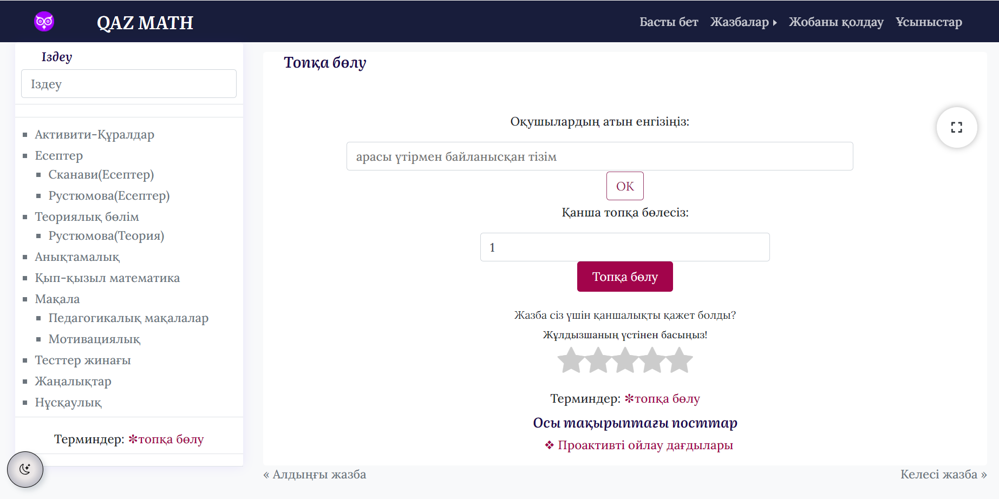 QAZ MATH
Басты бет Жазбалар Жобаны қолдау Ұсыныстар
Іздеу
Іздеу
Активити-Құралдар
Есептер
Сканави(Есептер)
Рустюмова(Есептер)
Теориялық бөлім
Рустюмова(Теория)
Анықтамалық
Қып-қызыл математика
Мақала
Педагогикалық мақалалар
Мотивациялық
Тесттер жинағы
Жаңалықтар
Нұсқаулық
Терминдер: ✼топқа бөлу
Топқа бөлу
Оқушылардың атын енгізіңіз:
арасы үтірмен байланысқан тізім
OK
Қанша топқа бөлесіз:
1
Топқа бөлу
Жазба сіз үшін қаншалықты қажет болды?
Жұлдызшаның үстінен басыңыз!
Терминдер: ✼топқа бөлу
Осы тақырыптағы посттар
❖ Проактивті ойлау дағдылары
« Алдыңғы жазба
Келесі жазба »